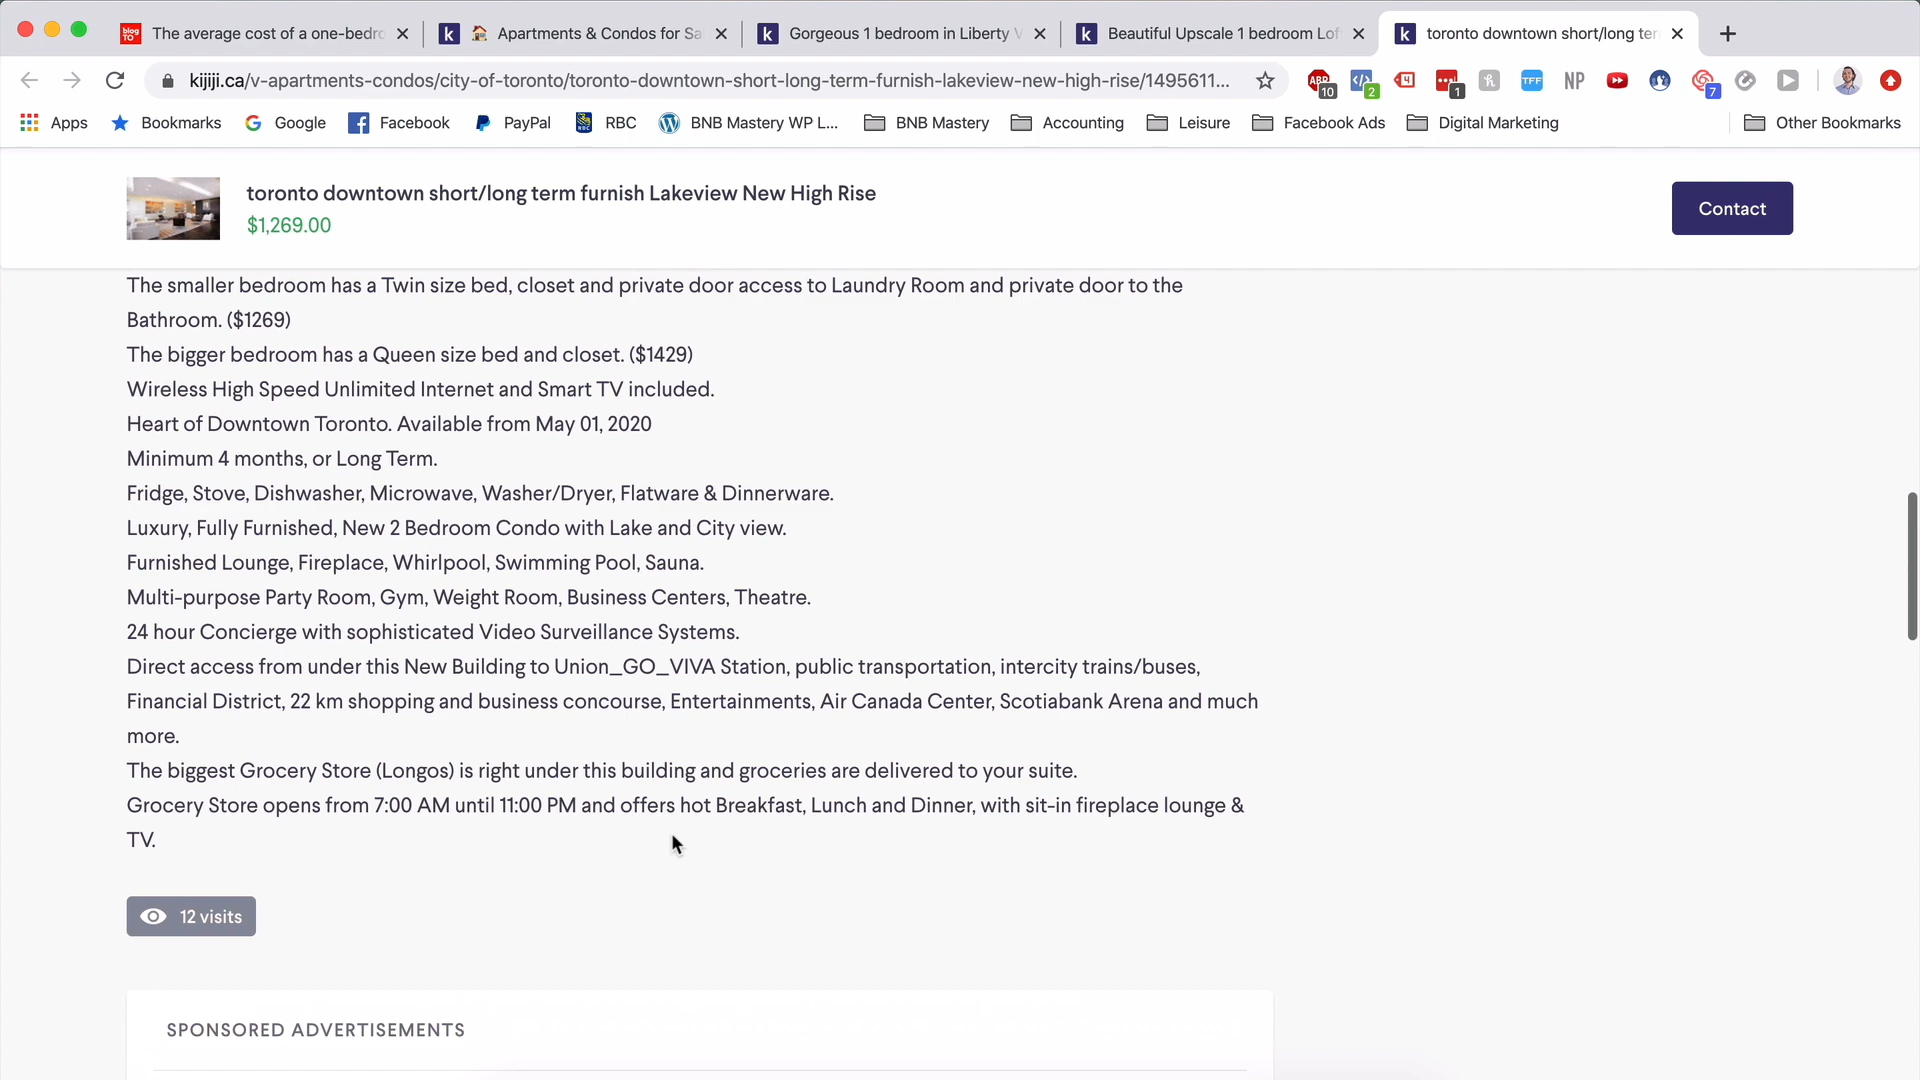 blog
TO
The average cost of a one-bedro
Apartments & Condos for Sa
Gorgeous 1 bedroom in Liberty V
Beautiful Upscale 1 bedroom Lof
toronto downtown short/long ter
kijiji.ca/v-apartments-condos/city-of-toronto/toronto-downtown-short-long-term-furnish-lakeview-new-high-rise/1495611...
ABP
10
2
1
TFF
NP
7
Apps
Bookmarks
Google
Facebook
PayPal
RBC
BNB Mastery WP L...
BNB Mastery
Accounting
Leisure
Facebook Ads
Digital Marketing
Other Bookmarks
toronto downtown short/long term furnish Lakeview New High Rise
$1,269.00
Contact
The smaller bedroom has a Twin size bed, closet and private door access to Laundry Room and private door to the
Bathroom. ($1269)
The bigger bedroom has a Queen size bed and closet. ($1429)
Wireless High Speed Unlimited Internet and Smart TV included.
Heart of Downtown Toronto. Available from May 01, 2020
Minimum 4 months, or Long Term.
Fridge, Stove, Dishwasher, Microwave, Washer/Dryer, Flatware & Dinnerware.
Luxury, Fully Furnished, New 2 Bedroom Condo with Lake and City view.
Furnished Lounge, Fireplace, Whirlpool, Swimming Pool, Sauna.
Multi-purpose Party Room, Gym, Weight Room, Business Centers, Theatre.
24 hour Concierge with sophisticated Video Surveillance Systems.
Direct access from under this New Building to Union_GO_VIVA Station, public transportation, intercity trains/buses,
Financial District, 22 km shopping and business concourse, Entertainments, Air Canada Center, Scotiabank Arena and much
more.
The biggest Grocery Store (Longos) is right under this building and groceries are delivered to your suite.
Grocery Store opens from 7:00 AM until 11:00 PM and offers hot Breakfast, Lunch and Dinner, with sit-in fireplace lounge &
TV.
12 visits
SPONSORED ADVERTISEMENTS